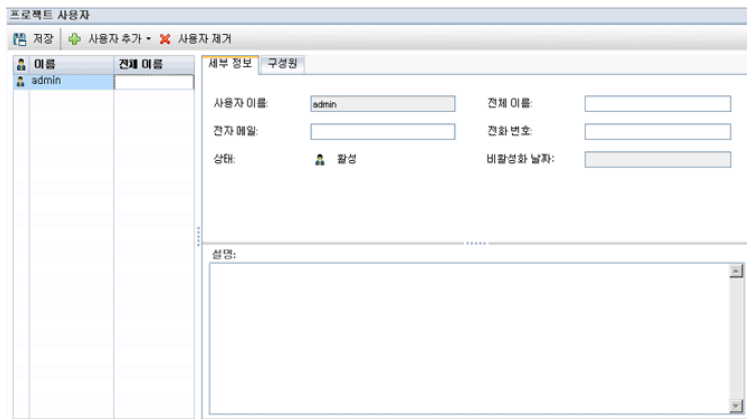 프로젝트 사용자
저장 사용자 추가 사용자 제거
이름 전체 이름
admin
세부 정보 구성원
사용자 이름: admin 전체 이름:
전자 메일: 전화 번호:
상태: 활성 비활성화 날짜:
설명: